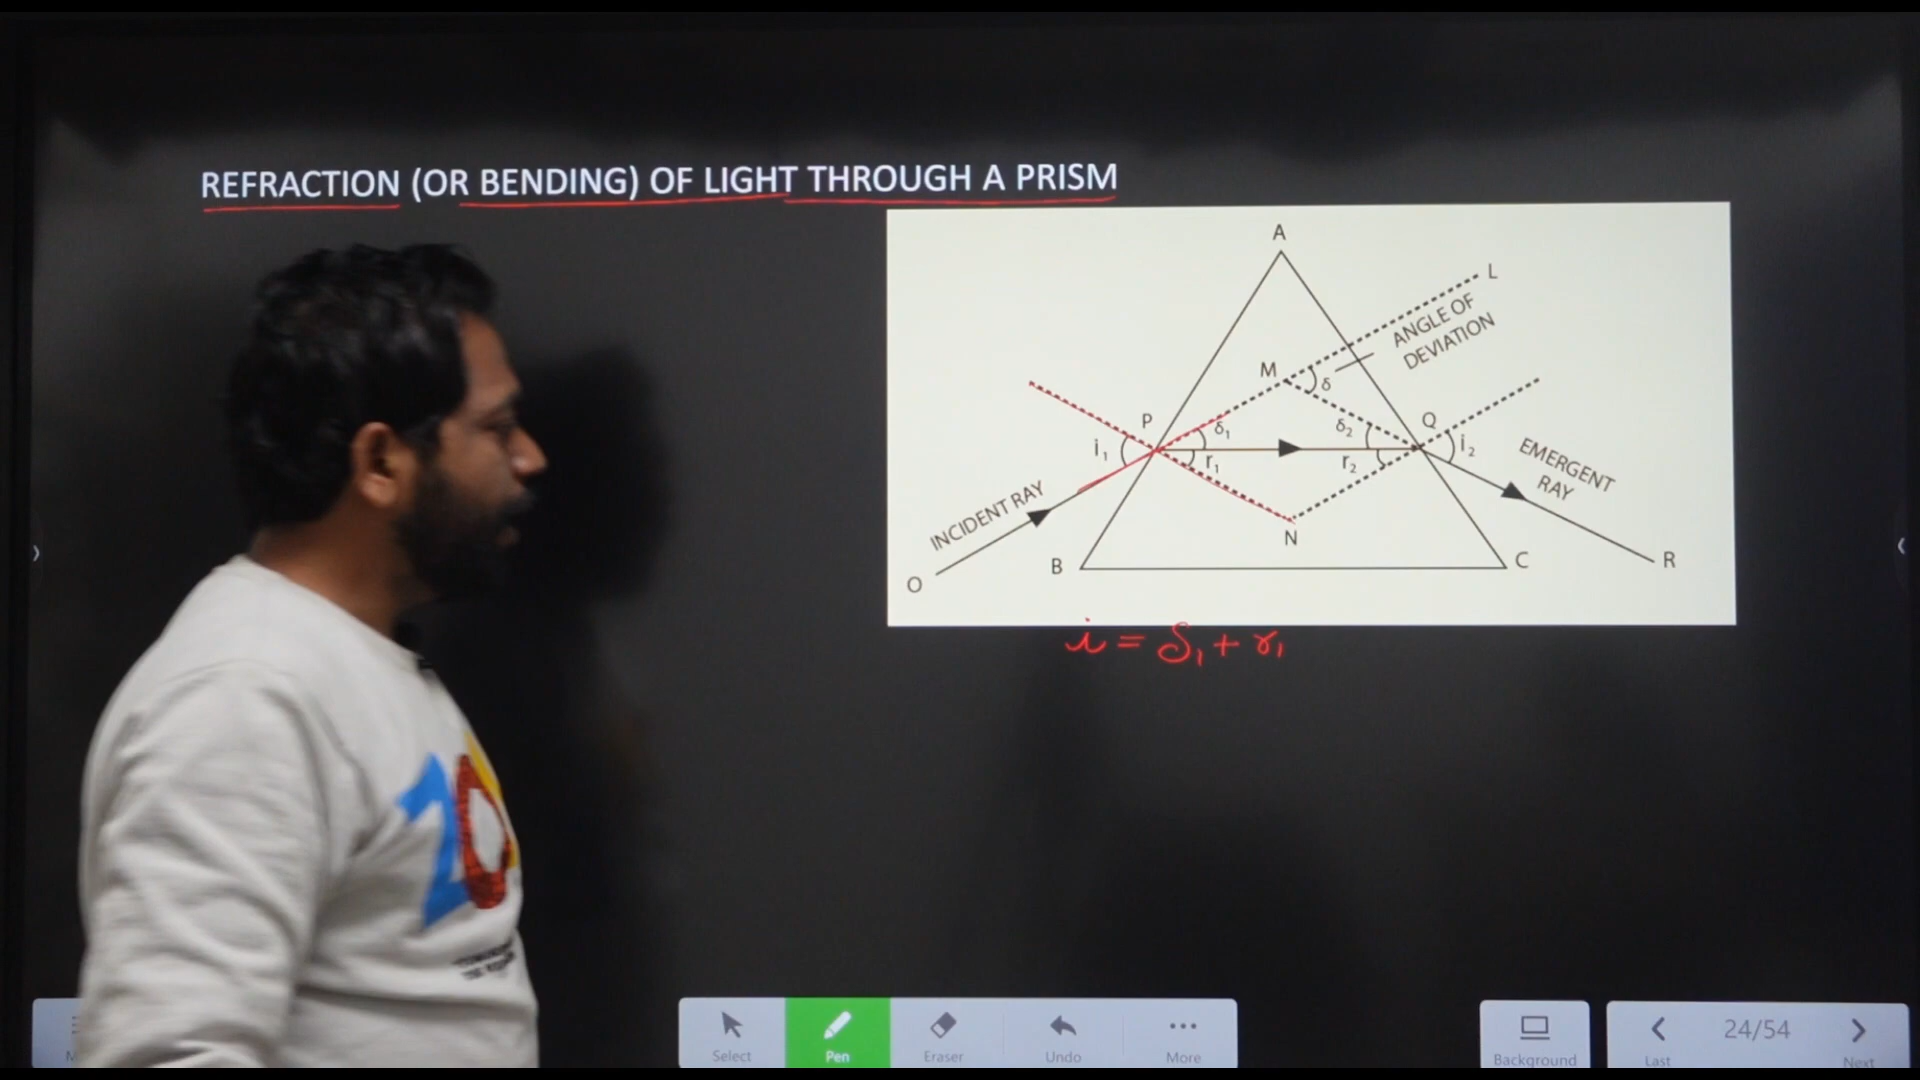 REFRACTION (OR BENDING) OF LIGHT THROUGH A PRISM
A
L
ANGLE OF
DEVIATION
M
δ
P
Q
i₁
δ₁
δ₂
i₂
r₁
r₂
EMERGENT
RAY
INCIDENT RAY
N
B
C
R
O
i = δ₁ + r₁
Select
Pen
Eraser
Undo
More
Background
Last
24/54
Next